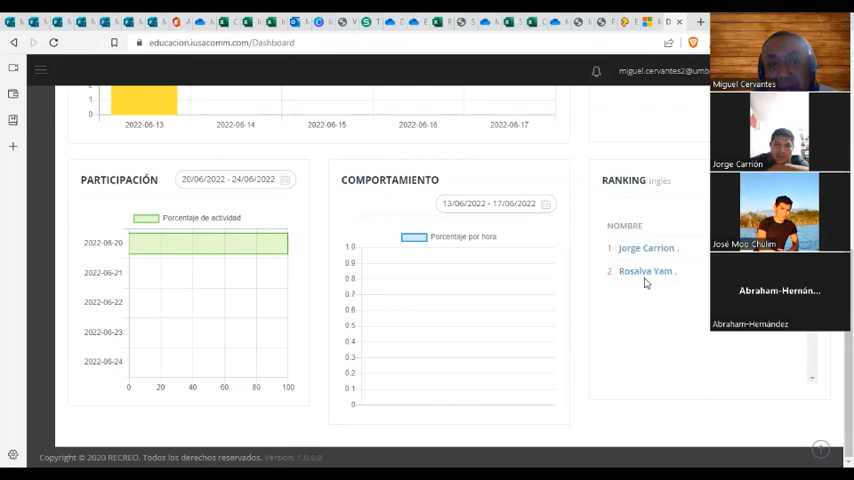 educacion.iusacomm.com/Dashboard
miguel.cervantes2@umb
Miguel Cervantes
2
1
0
2022-06-13
2022-06-14
2022-06-15
2022-06-16
2022-06-17
Jorge Carrión
PARTICIPACIÓN
20/06/2022 - 24/06/2022
Porcentaje de actividad
2022-06-20
2022-06-21
2022-06-22
2022-06-23
2022-06-24
0 20 40 60 80 100
COMPORTAMIENTO
13/06/2022 - 17/06/2022
Porcentaje por hora
1.0
0.9
0.8
0.7
0.6
0.5
0.4
0.3
0.2
0.1
0
RANKING Inglés
NOMBRE
1 Jorge Carrion .
2 Rosalva Yam .
José Moo Chulim
Abraham-Hernán...
Abraham-Hernández
Copyright © 2020 RECREO. Todos los derechos reservados. Version: 1.0.0.0